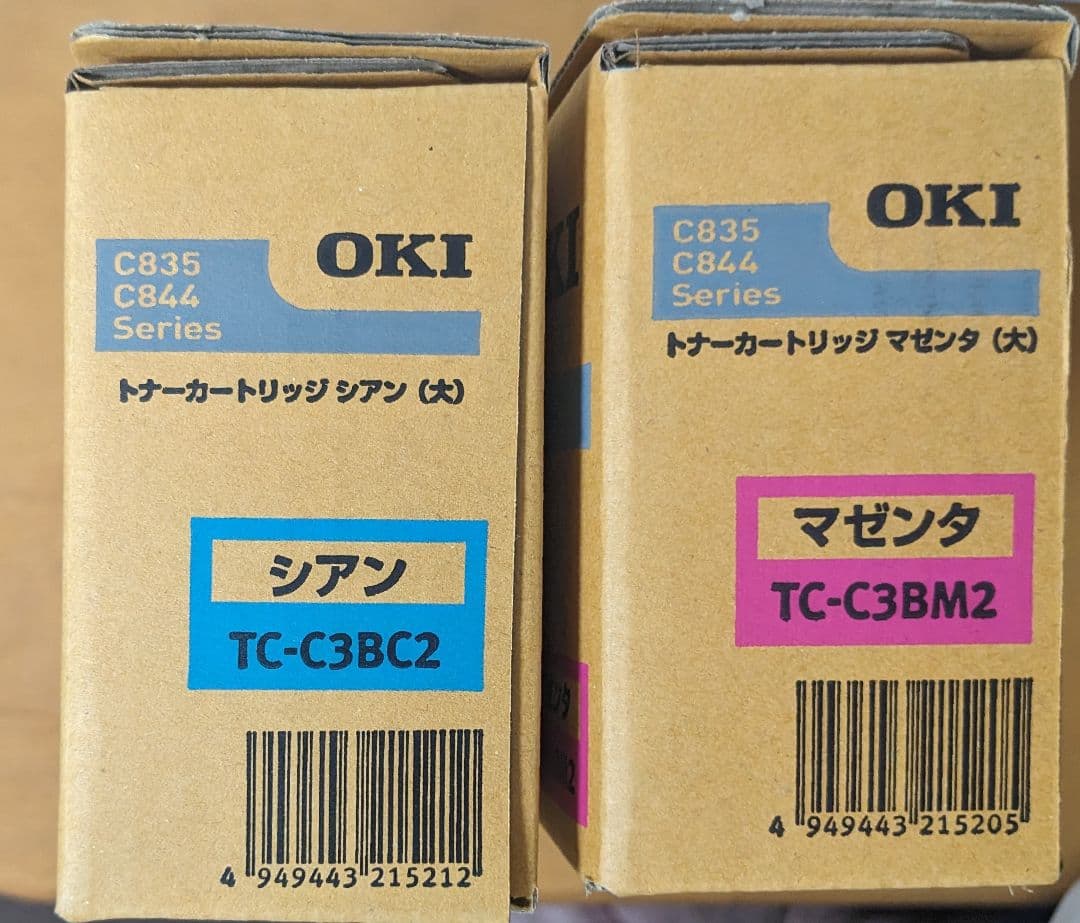 OKI
C835
C844
Series
トナーカートリッジ シアン（大）
シアン
TC-C3BC2
4 949443 215212
OKI
C835
C844
Series
トナーカートリッジ マゼンタ（大）
マゼンタ
TC-C3BM2
4 949443 215205